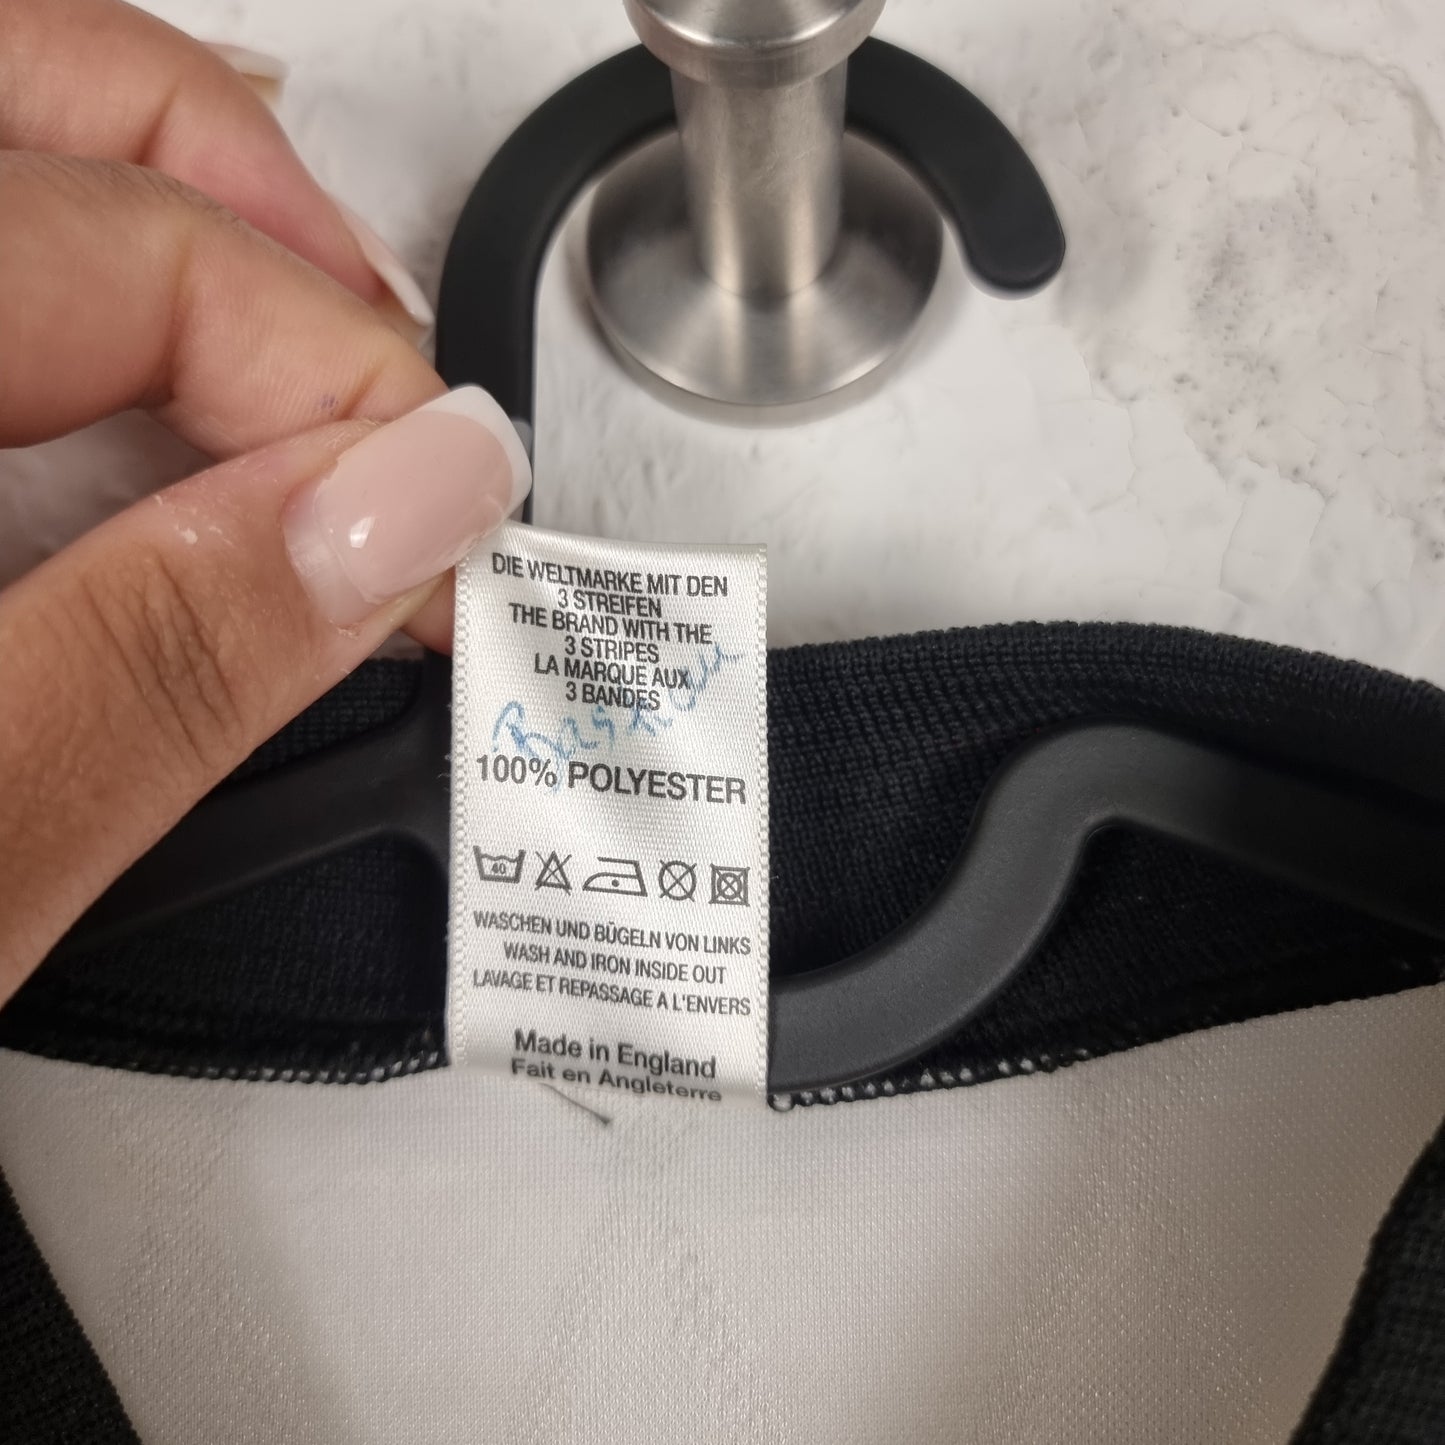 DIE WELTMARKE MIT DEN
3 STREIFEN
THE BRAND WITH THE
3 STRIPES
LA MARQUE AUX
3 BANDES
100% POLYESTER
40
WASCHEN UND BÜGELN VON LINKS
WASH AND IRON INSIDE OUT
LAVAGE ET REPASSAGE A L'ENVERS
Made in England
Fait en Angleterre